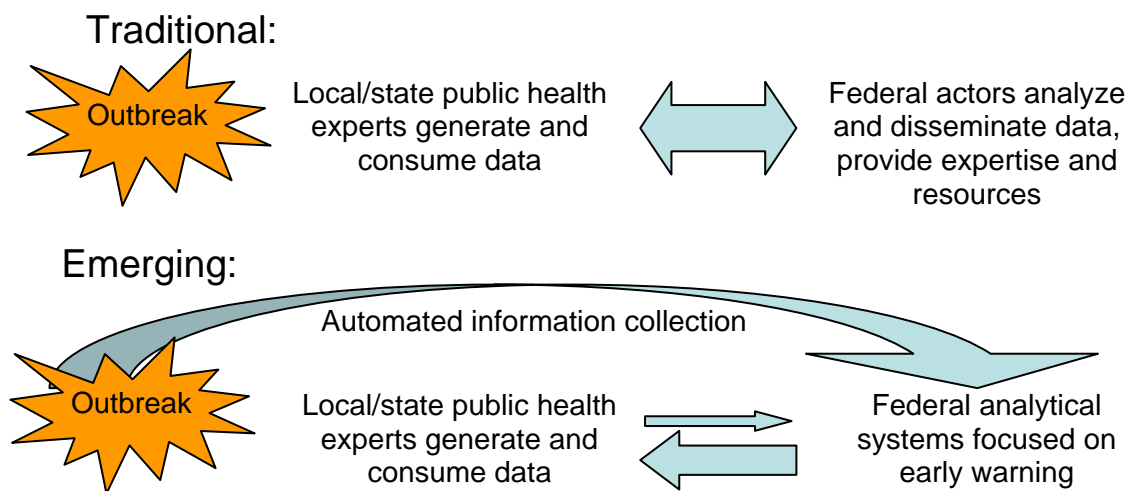 Traditional:
Outbreak
Local/state public health
experts generate and
consume data
Federal actors analyze
and disseminate data,
provide expertise and
resources
Emerging:
Automated information collection
Outbreak
Local/state public health
experts generate and
consume data
Federal analytical
systems focused on
early warning